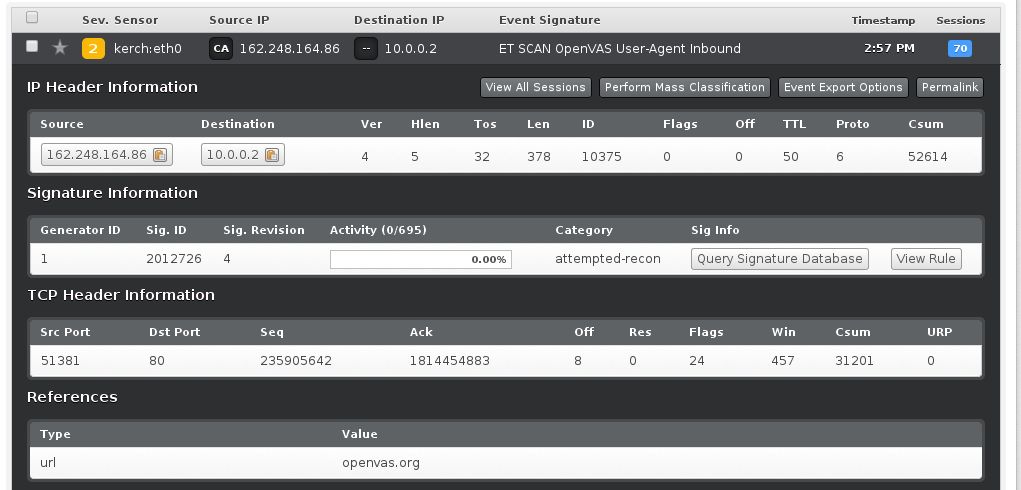 Sev. Sensor Source IP Destination IP Event Signature Timestamp Sessions
2 kerch:eth0 CA 162.248.164.86 -- 10.0.0.2 ET SCAN OpenVAS User-Agent Inbound 2:57 PM 70
IP Header Information View All Sessions Perform Mass Classification Event Export Options Permalink
Source Destination Ver Hlen Tos Len ID Flags Off TTL Proto Csum
162.248.164.86 10.0.0.2 4 5 32 378 10375 0 0 50 6 52614
Signature Information
Generator ID Sig. ID Sig. Revision Activity (0/695) Category Sig Info
1 2012726 4 0.00% attempted-recon Query Signature Database View Rule
TCP Header Information
Src Port Dst Port Seq Ack Off Res Flags Win Csum URP
51381 80 235905642 1814454883 8 0 24 457 31201 0
References
Type Value
url openvas.org